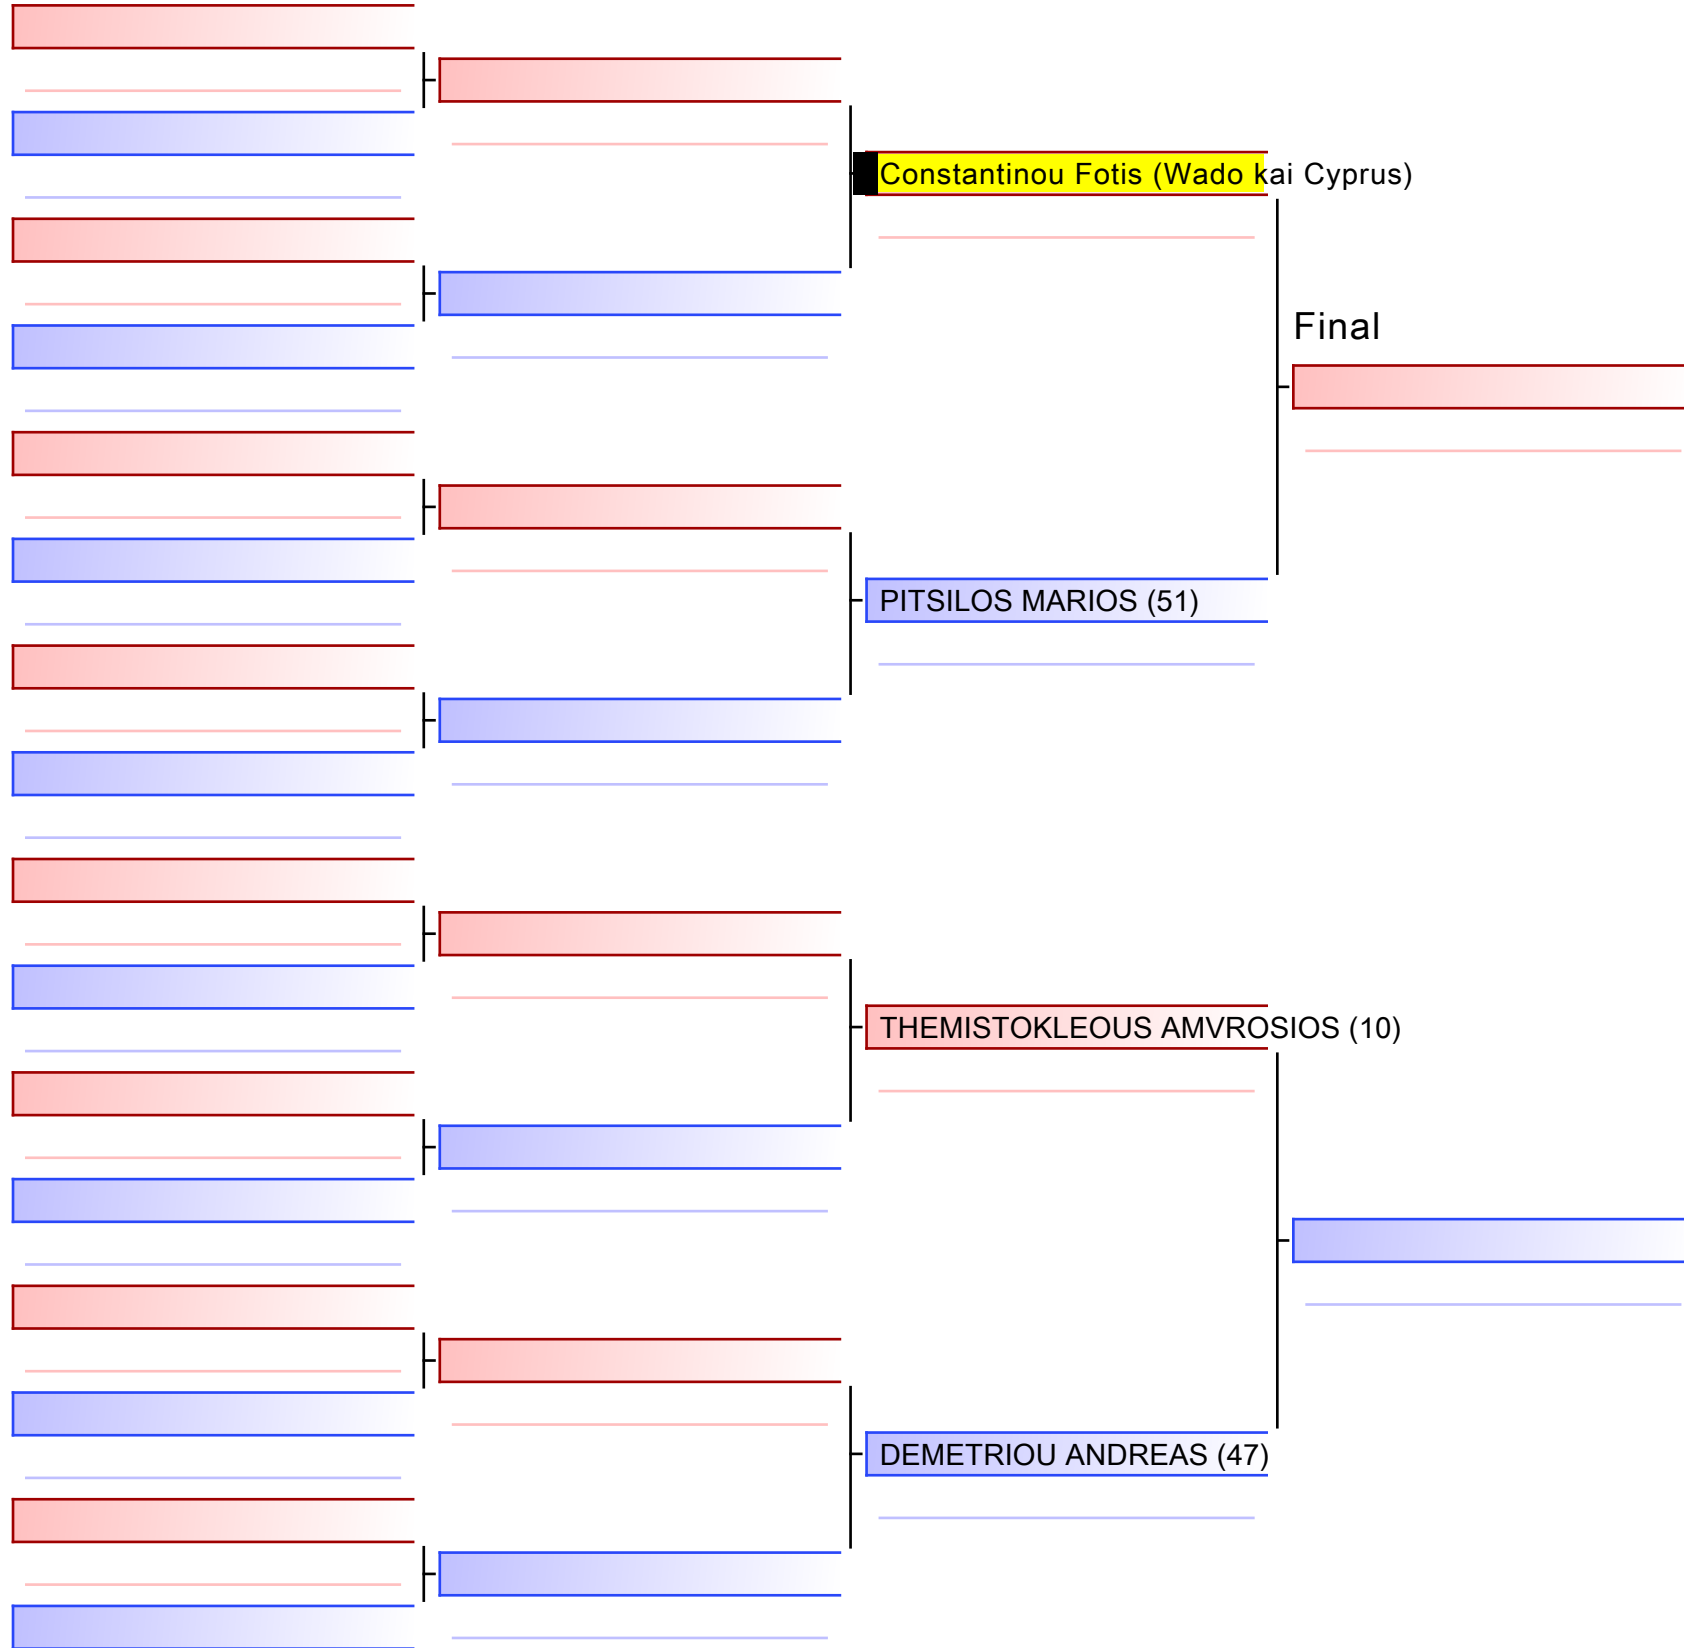 Constantinou Fotis (Wado kai Cyprus)
Final
PITSILOS MARIOS (51)
THEMISTOKLEOUS AMVROSIOS (10)
DEMETRIOU ANDREAS (47)